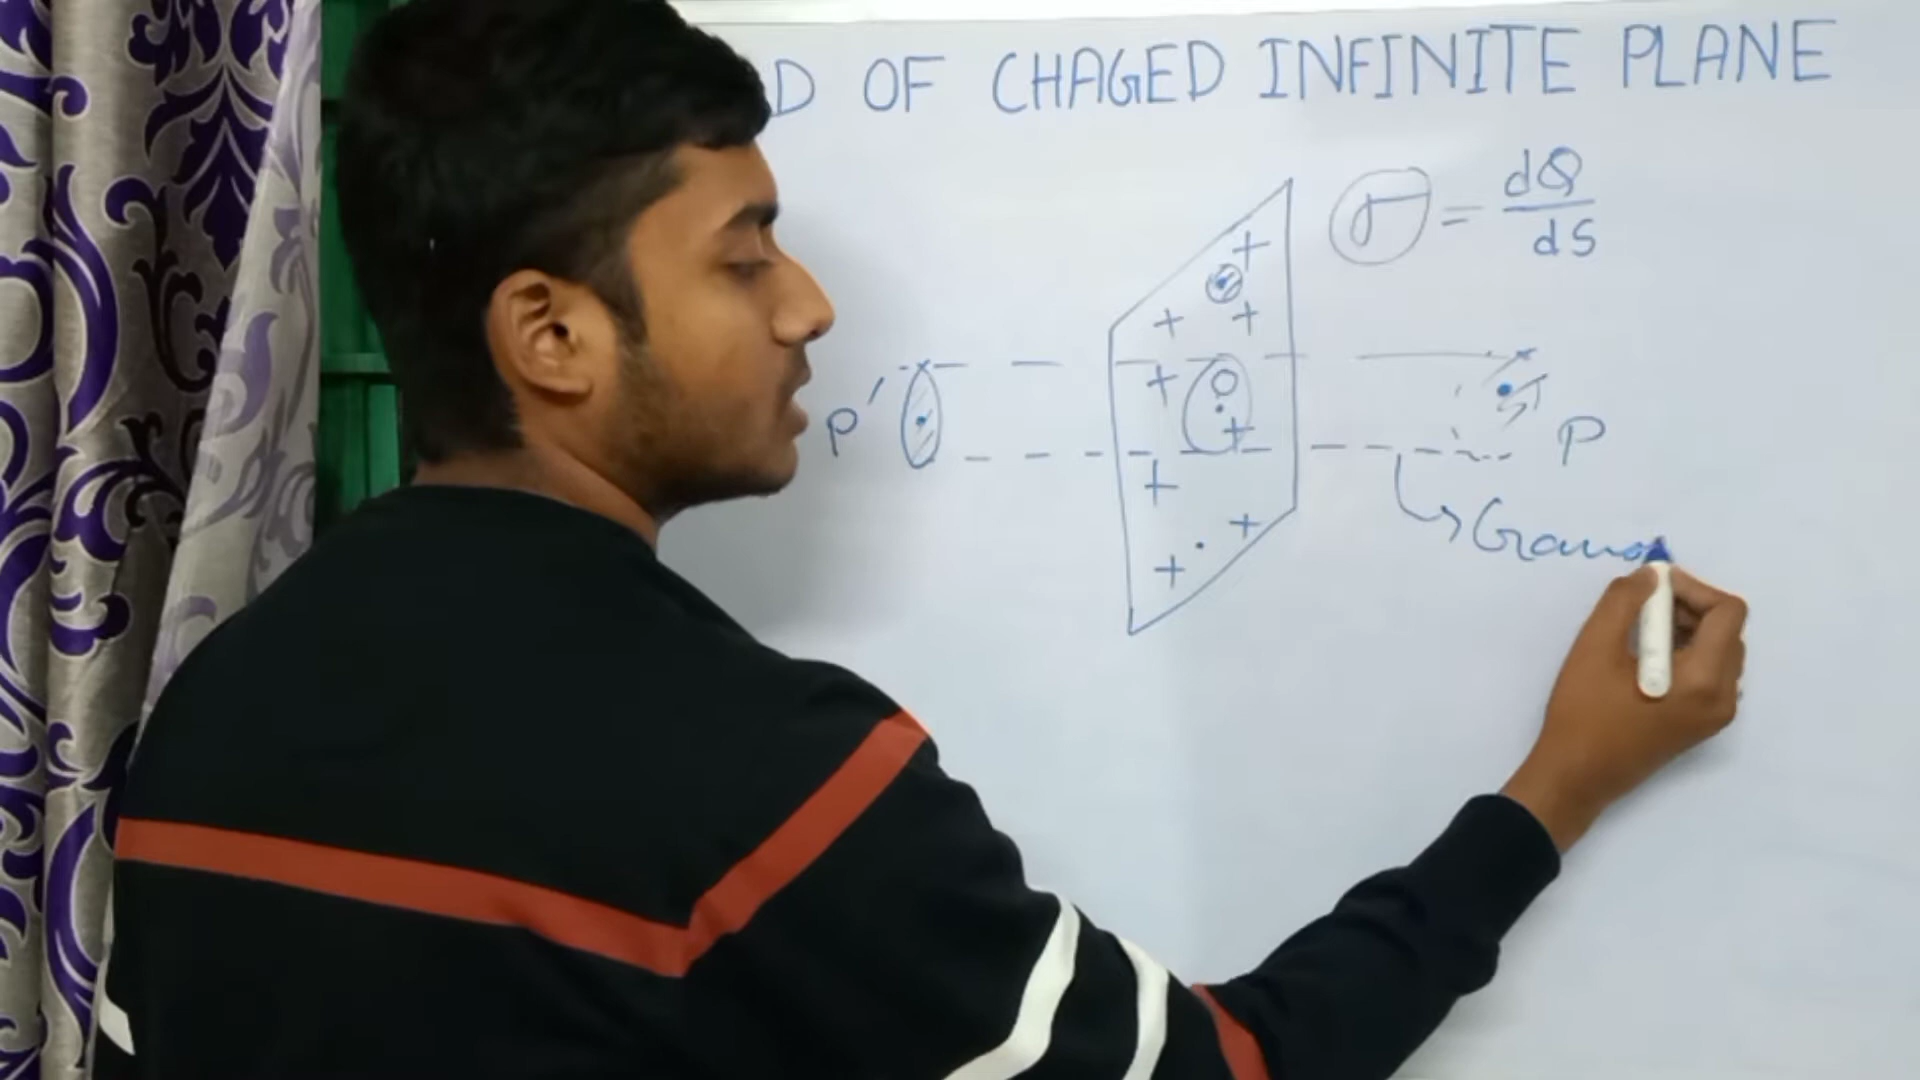 D OF CHAGED INFINITE PLANE
σ = dQ
dS
+
+ +
+ O
P' + P
+
+
+
Gauss